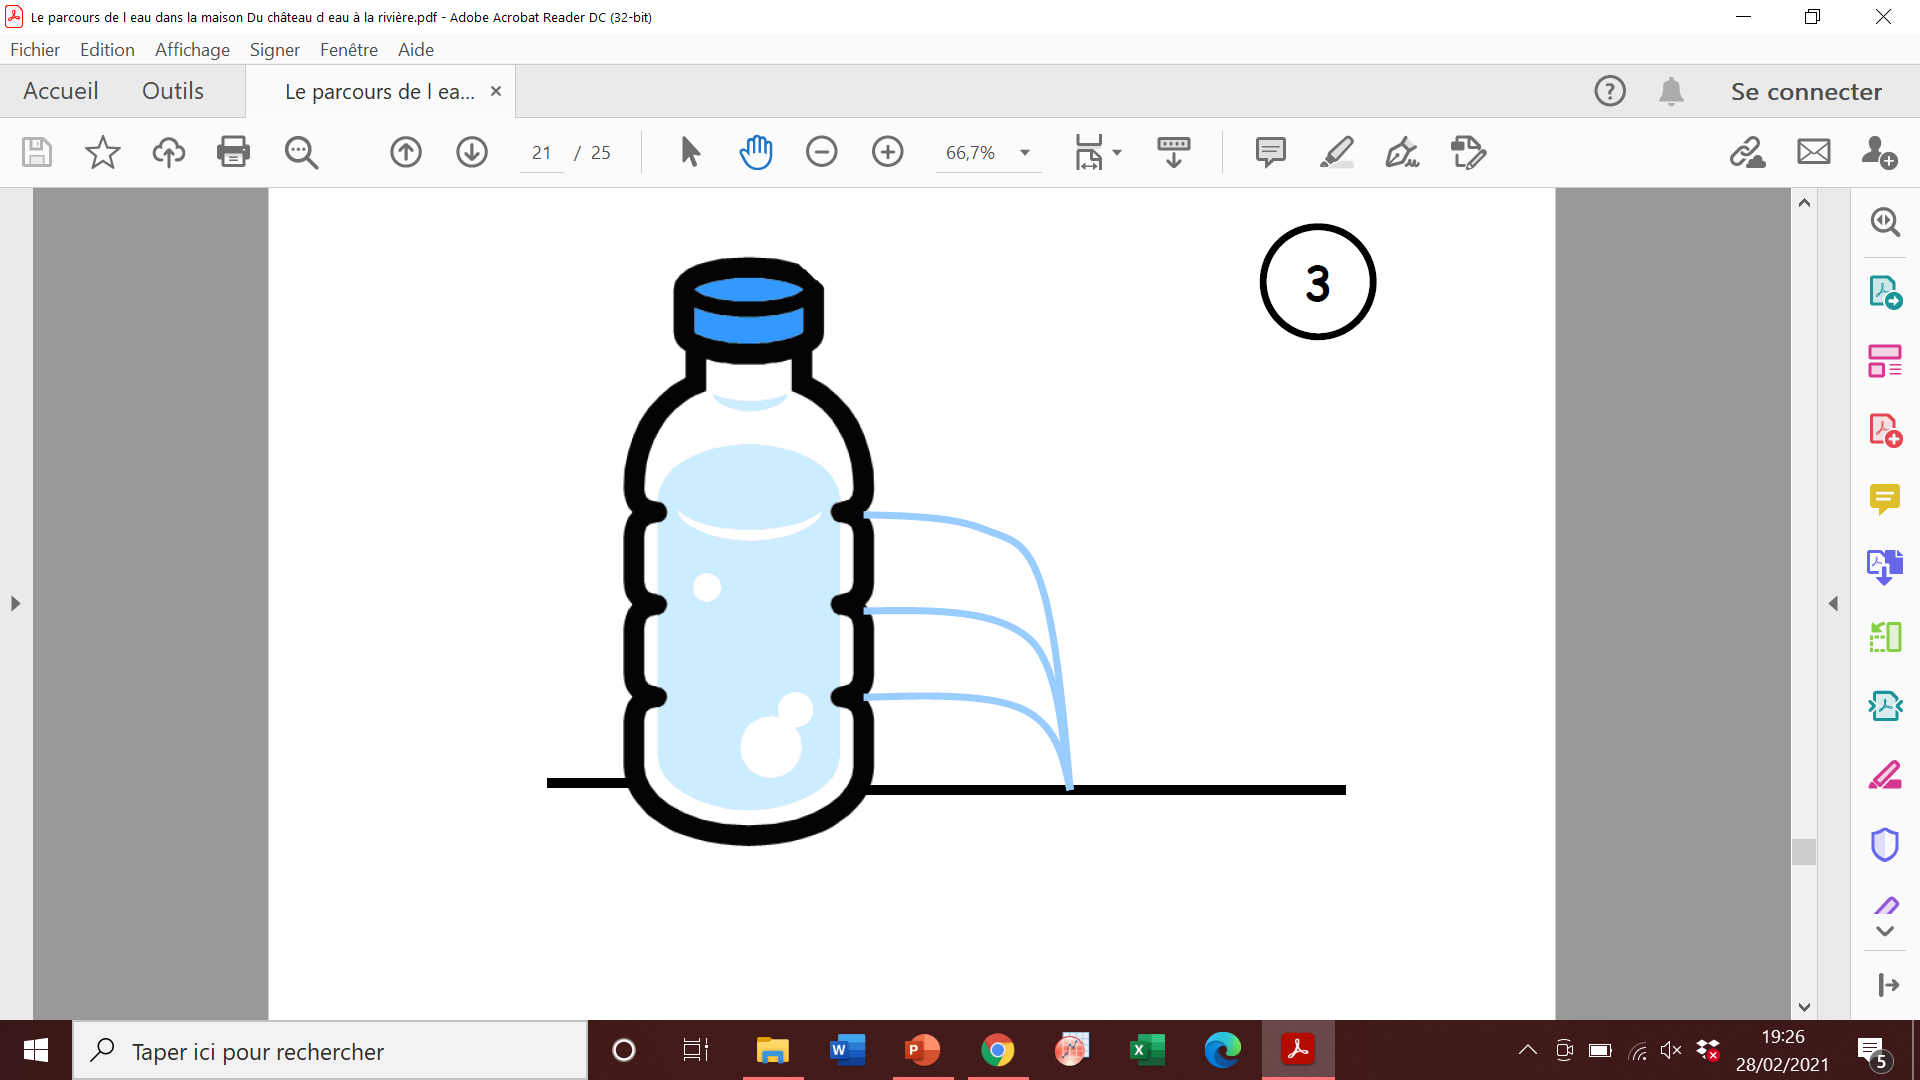 Le parcours de l eau dans la maison Du château d eau à la rivière.pdf - Adobe Acrobat Reader DC (32-bit)
Fichier Edition Affichage Signer Fenêtre Aide
Accueil Outils Le parcours de l ea... × ? Se connecter
21 / 25 66,7%
3
Taper ici pour rechercher
W P X 19:26
28/02/2021 5